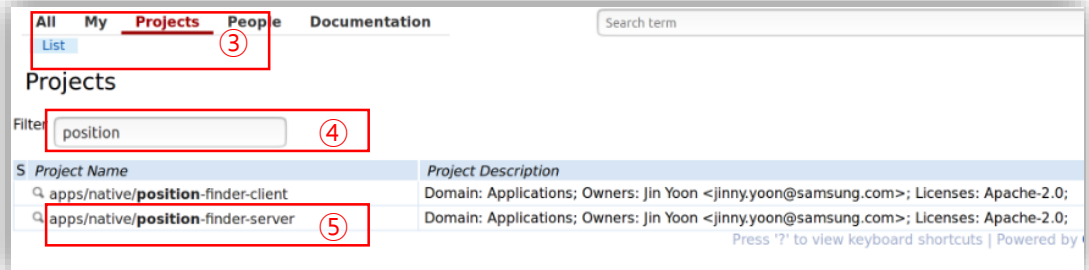 All My Projects People Documentation Search term
List ③
Projects
Filter position ④
S Project Name Project Description
apps/native/position-finder-client Domain: Applications; Owners: Jin Yoon <jinny.yoon@samsung.com>; Licenses: Apache-2.0;
apps/native/position-finder-server Domain: Applications; Owners: Jin Yoon <jinny.yoon@samsung.com>; Licenses: Apache-2.0;
⑤
Press '?' to view keyboard shortcuts | Powered by